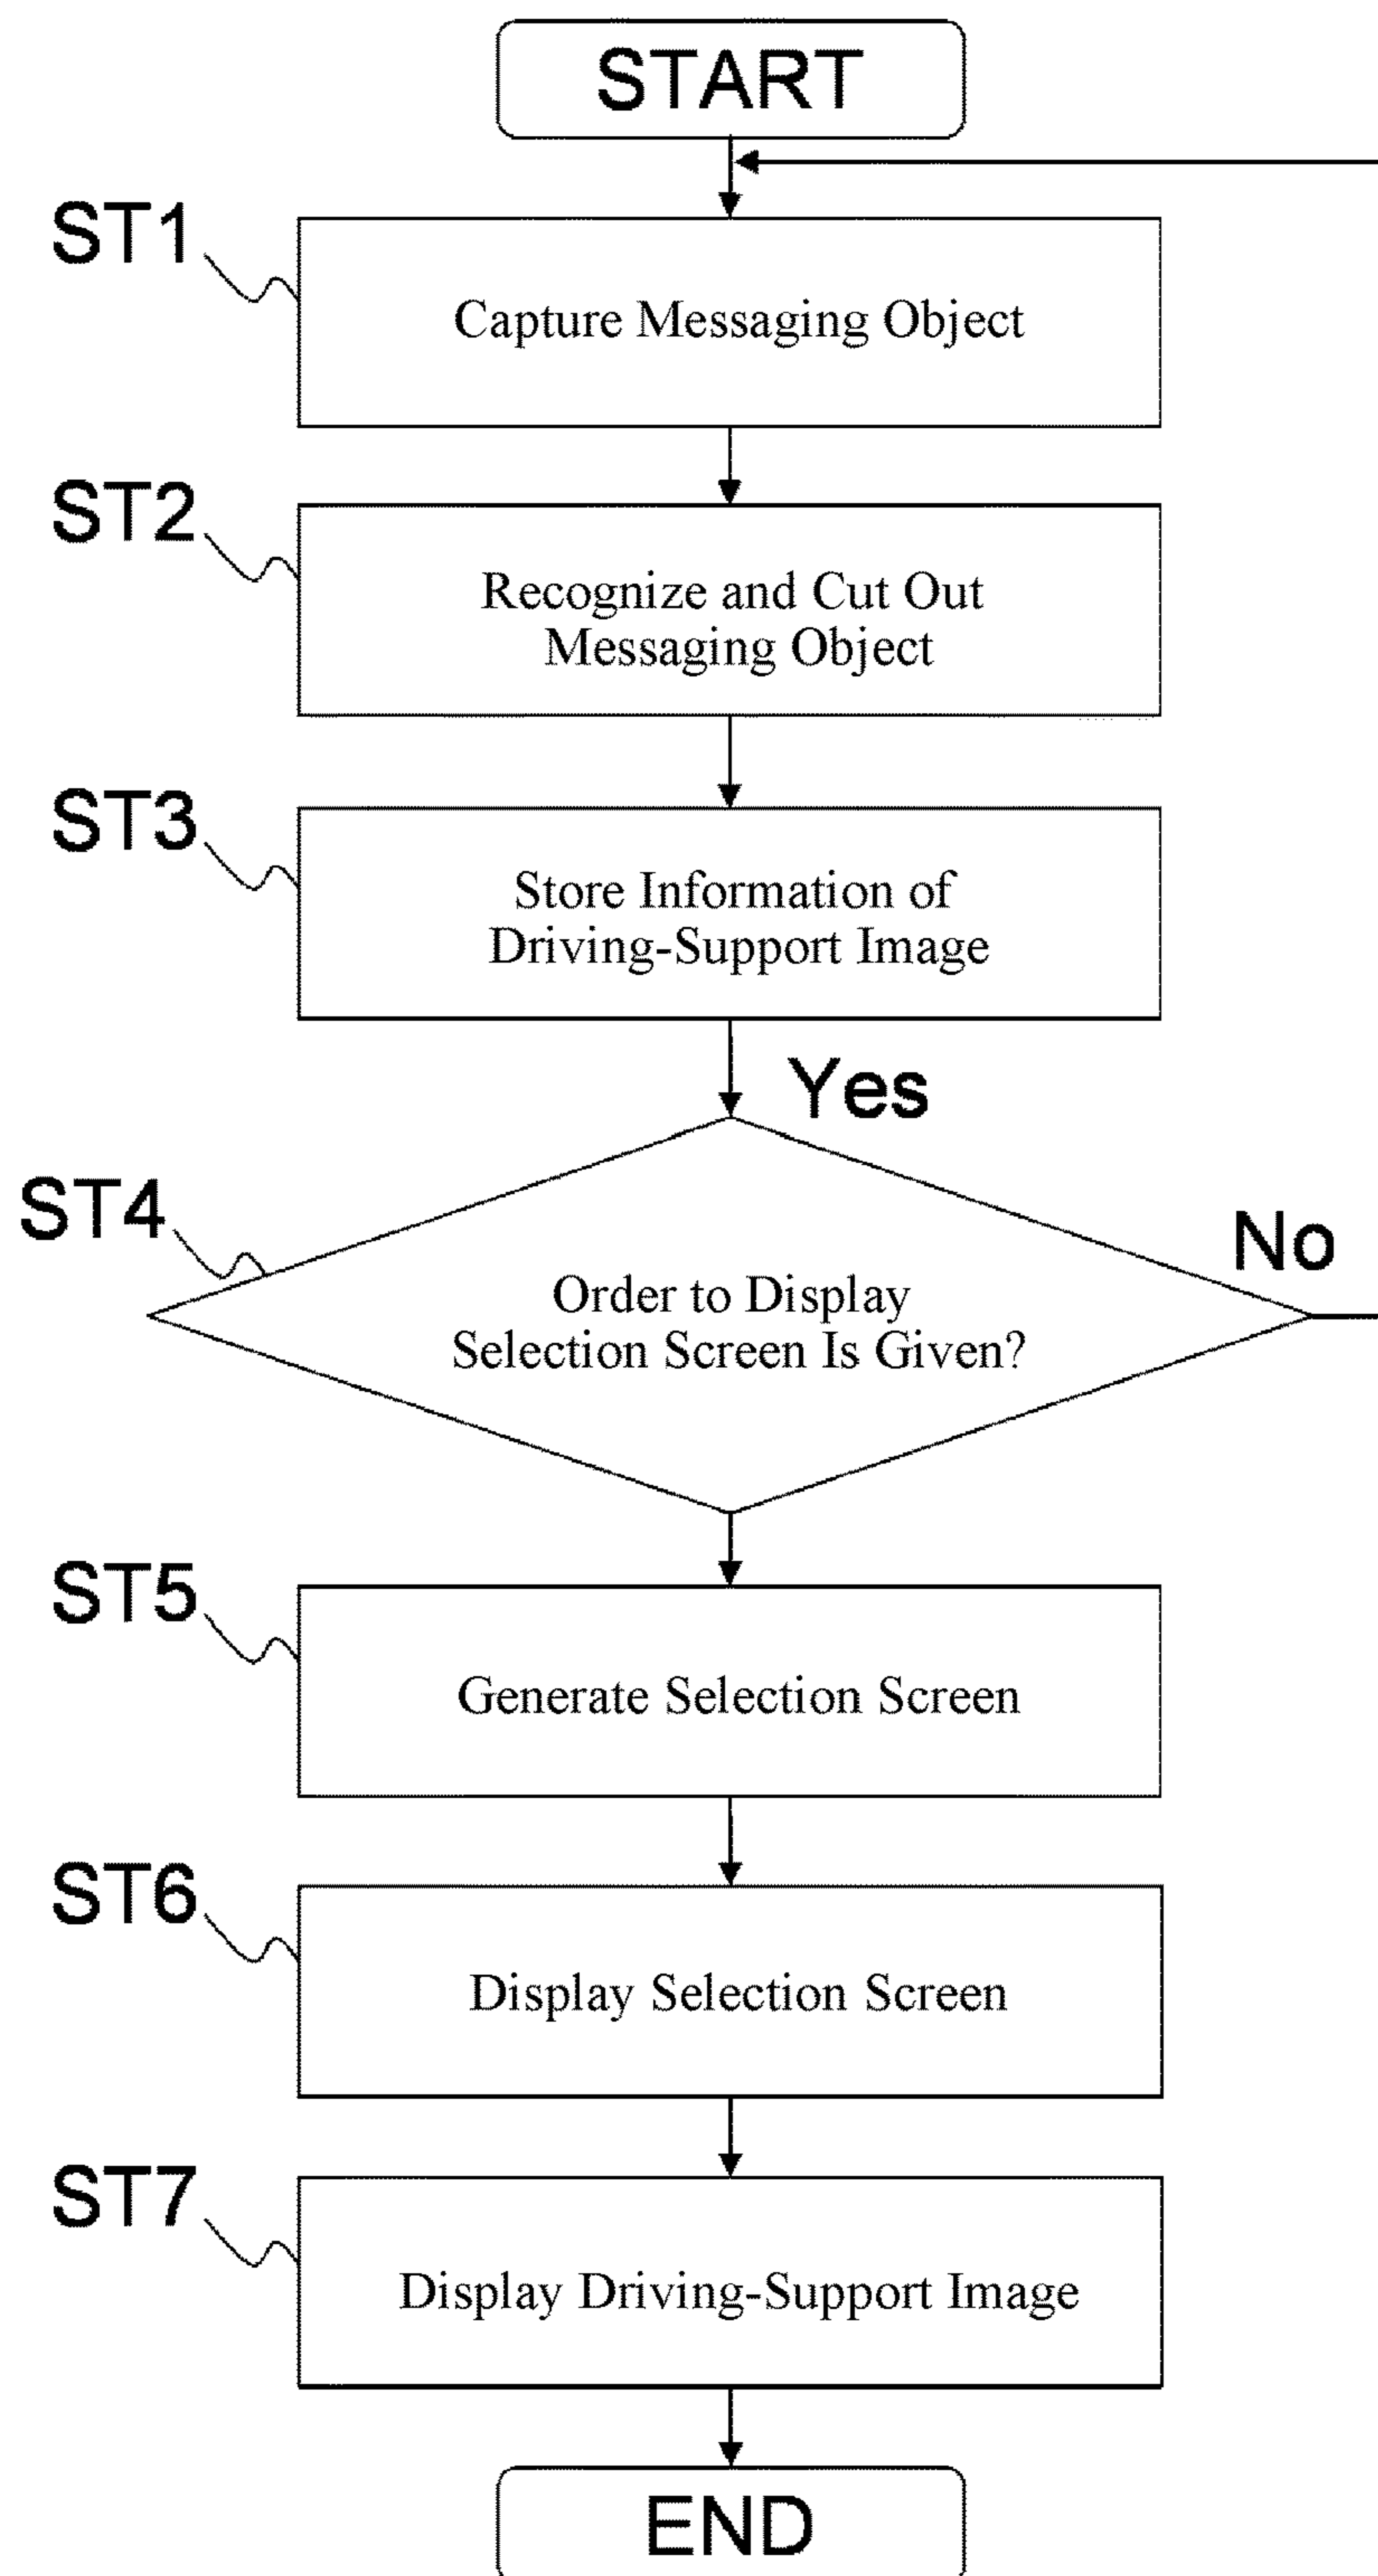 START
ST1
Capture Messaging Object
ST2
Recognize and Cut Out
Messaging Object
ST3
Store Information of
Driving-Support Image
Yes
ST4
No
Order to Display
Selection Screen Is Given?
ST5
Generate Selection Screen
ST6
Display Selection Screen
ST7
Display Driving-Support Image
END